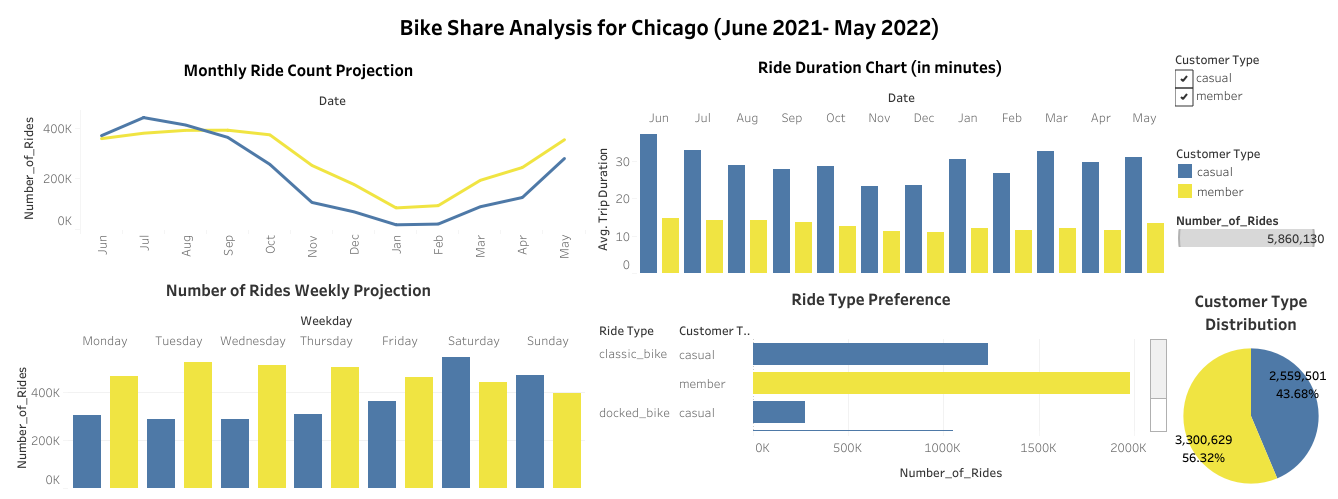 Bike Share Analysis for Chicago (June 2021- May 2022)
Monthly Ride Count Projection
Date
Number_of_Rides
400K
200K
0K
Jun Jul Aug Sep Oct Nov Dec Jan Feb Mar Apr May
Ride Duration Chart (in minutes)
Date
Jun Jul Aug Sep Oct Nov Dec Jan Feb Mar Apr May
Avg. Trip Duration
30
20
10
0
Customer Type
casual
member
Customer Type
casual
member
Number_of_Rides
5,860,130
Number of Rides Weekly Projection
Weekday
Monday Tuesday Wednesday Thursday Friday Saturday Sunday
Number_of_Rides
400K
200K
0K
Ride Type Preference
Ride Type Customer T..
classic_bike casual
member
docked_bike casual
0K 500K 1000K 1500K 2000K
Number_of_Rides
Customer Type
Distribution
2,559,501
43.68%
3,300,629
56.32%